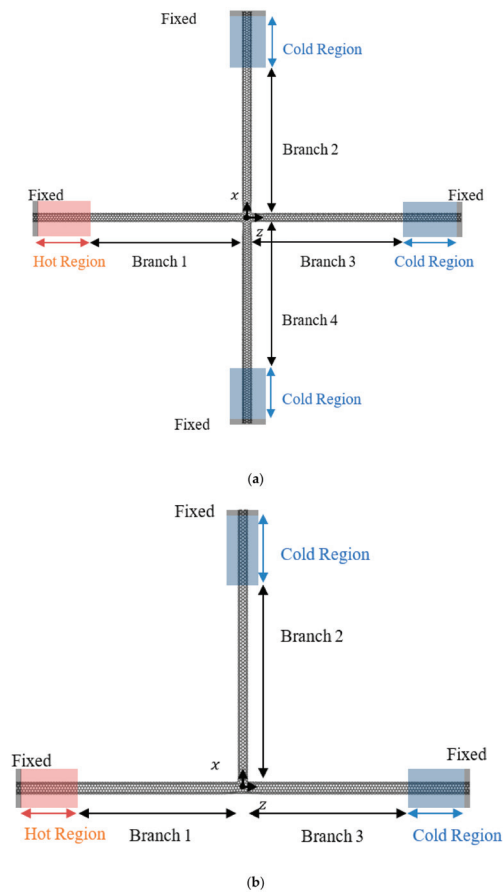 Fixed
Cold Region
Branch 2
Fixed
x
Fixed
z
Hot Region
Branch 1
Branch 3
Cold Region
Branch 4
Cold Region
Fixed
(a)
Fixed
Cold Region
Branch 2
Fixed
x
Fixed
z
Hot Region
Branch 1
Branch 3
Cold Region
(b)